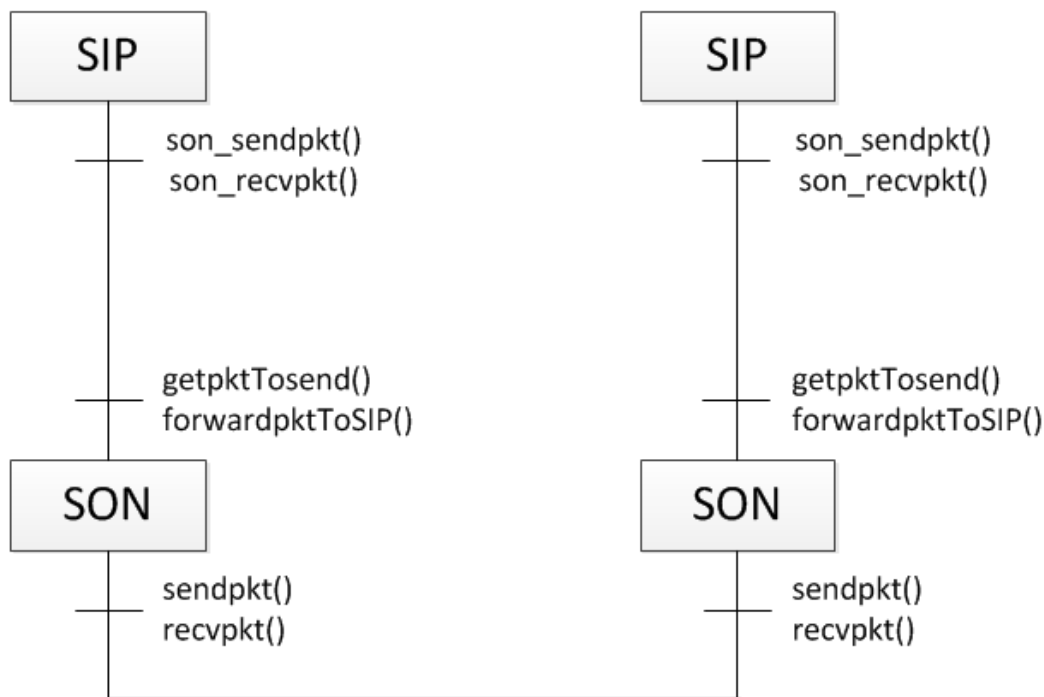 SIP
SIP
son_sendpkt()
son_recvpkt()
son_sendpkt()
son_recvpkt()
getpktTosend()
forwardpktToSIP()
getpktTosend()
forwardpktToSIP()
SON
SON
sendpkt()
recvpkt()
sendpkt()
recvpkt()